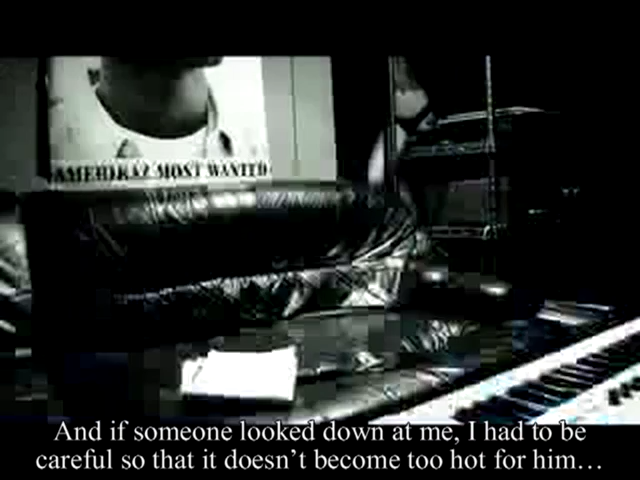 AMERIKAZ MOST WANTED
And if someone looked down at me, I had to be
careful so that it doesn't become too hot for him…